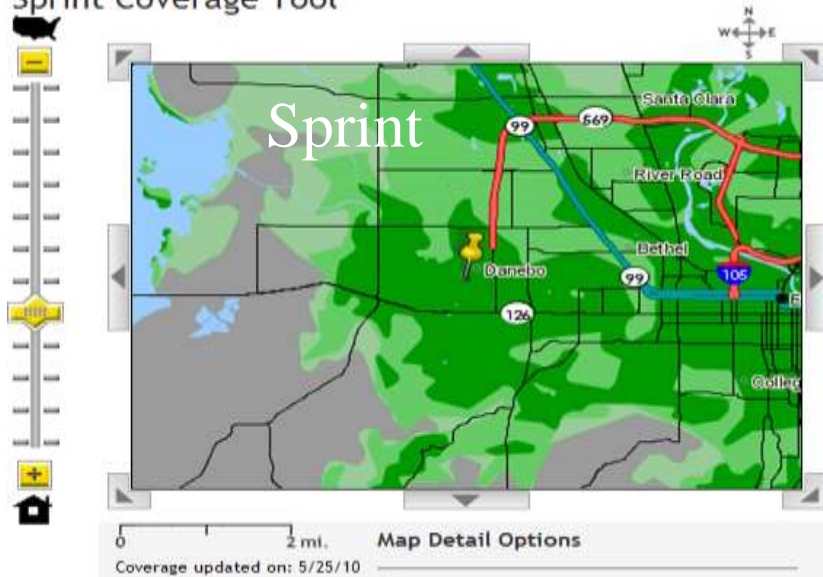 Sprint Coverage Tool
N
W E
S
Sprint
Santa Clara
99
569
River Road
Bethel
Danebo
99
105
E
126
Colleg
0 2 mi.
Map Detail Options
Coverage updated on: 5/25/10